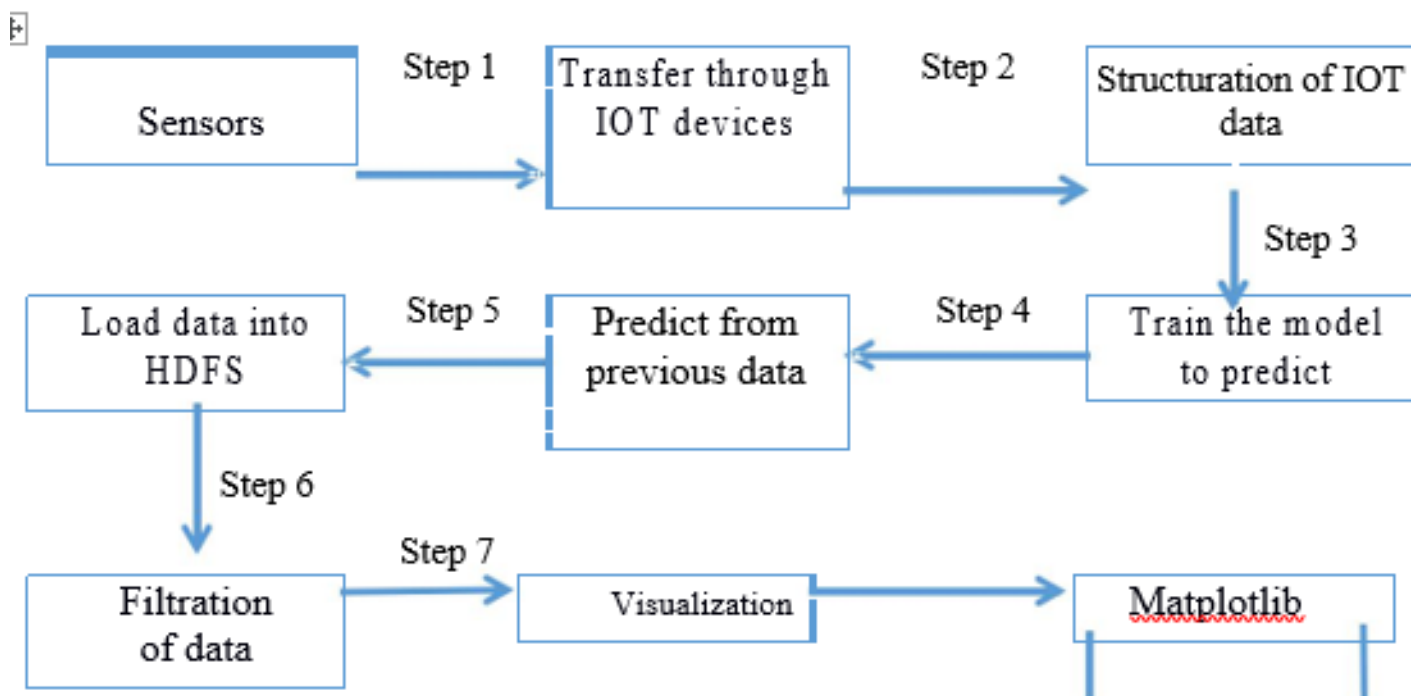 Sensors
Step 1
Transfer through
IOT devices
Step 2
Structuration of IOT
data
Step 3
Train the model
to predict
Step 4
Predict from
previous data
Step 5
Load data into
HDFS
Step 6
Filtration
of data
Step 7
Visualization
Matplotlib